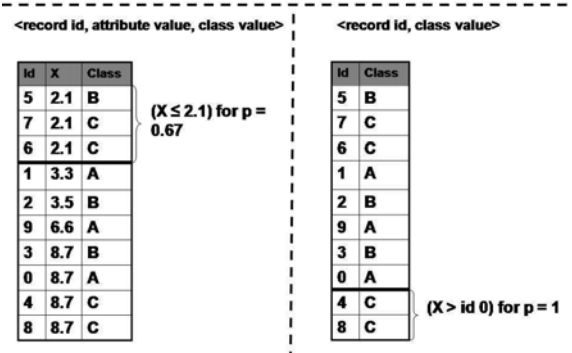 <record id, attribute value, class value>
Id X Class
5 2.1 B
7 2.1 C
6 2.1 C
1 3.3 A
2 3.5 B
9 6.6 A
3 8.7 B
0 8.7 A
4 8.7 C
8 8.7 C
(X ≤ 2.1) for p =
0.67
<record id, class value>
Id Class
5 B
7 C
6 C
1 A
2 B
9 A
3 B
0 A
4 C
8 C
(X > id 0) for p = 1